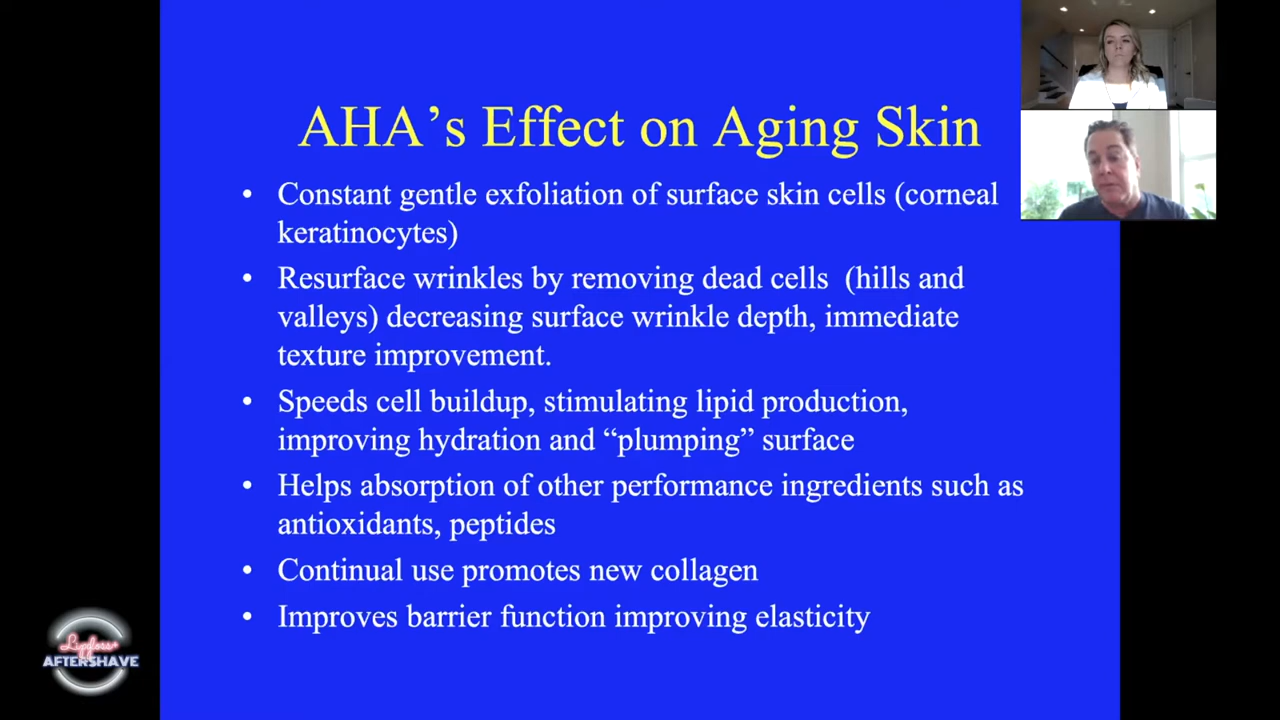 AHA’s Effect on Aging Skin
• Constant gentle exfoliation of surface skin cells (corneal
keratinocytes)
• Resurface wrinkles by removing dead cells  (hills and
valleys) decreasing surface wrinkle depth, immediate
texture improvement.
• Speeds cell buildup, stimulating lipid production,
improving hydration and “plumping” surface
• Helps absorption of other performance ingredients such as
antioxidants, peptides
• Continual use promotes new collagen
• Improves barrier function improving elasticity
Lipgloss+
AFTERSHAVE